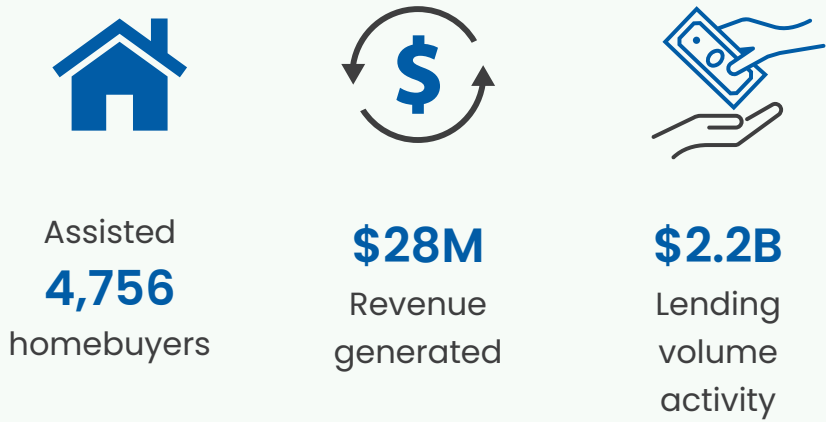 $
Assisted
4,756
homebuyers
$28M
Revenue
generated
$2.2B
Lending
volume
activity